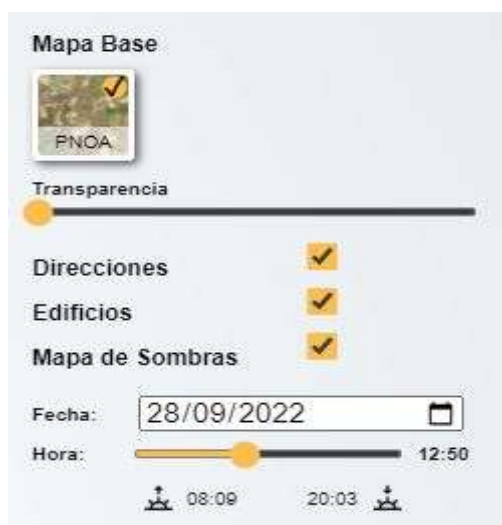 Mapa Base
PNOA
Transparencia
Direcciones
Edificios
Mapa de Sombras
Fecha: 28/09/2022
Hora: 12:50
08:09 20:03